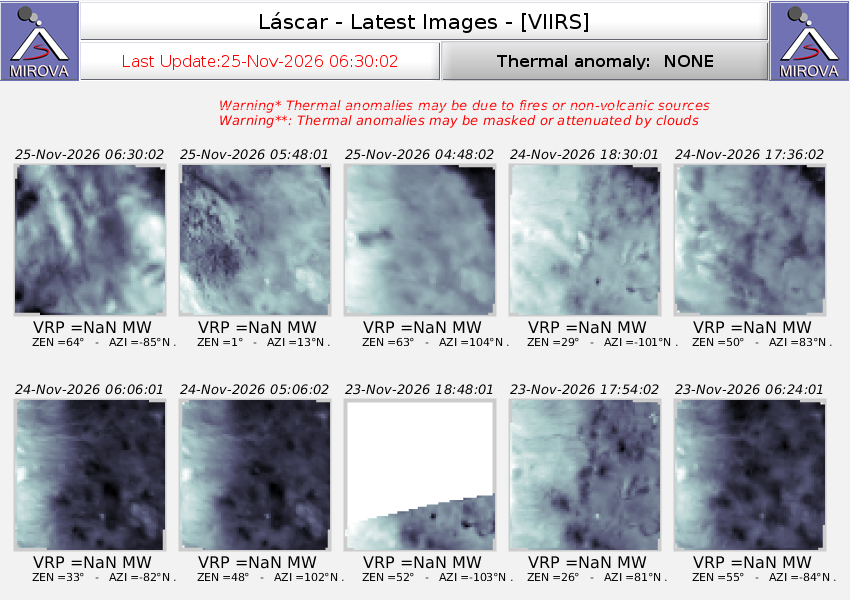 Láscar - Latest Images - [VIIRS]
MIROVA
Last Update:25-Nov-2026 06:30:02
Thermal anomaly: NONE
MIROVA
Warning* Thermal anomalies may be due to fires or non-volcanic sources
Warning**: Thermal anomalies may be masked or attenuated by clouds
25-Nov-2026 06:30:02 25-Nov-2026 05:48:01 25-Nov-2026 04:48:02 24-Nov-2026 18:30:01 24-Nov-2026 17:36:02
VRP =NaN MW VRP =NaN MW VRP =NaN MW VRP =NaN MW VRP =NaN MW
ZEN =64° - AZI =-85°N . ZEN =1° - AZI =13°N . ZEN =63° - AZI =104°N . ZEN =29° - AZI =-101°N . ZEN =50° - AZI =83°N .
24-Nov-2026 06:06:01 24-Nov-2026 05:06:02 23-Nov-2026 18:48:01 23-Nov-2026 17:54:02 23-Nov-2026 06:24:01
VRP =NaN MW VRP =NaN MW VRP =NaN MW VRP =NaN MW VRP =NaN MW
ZEN =33° - AZI =-82°N . ZEN =48° - AZI =102°N . ZEN =52° - AZI =-103°N . ZEN =26° - AZI =81°N . ZEN =55° - AZI =-84°N .